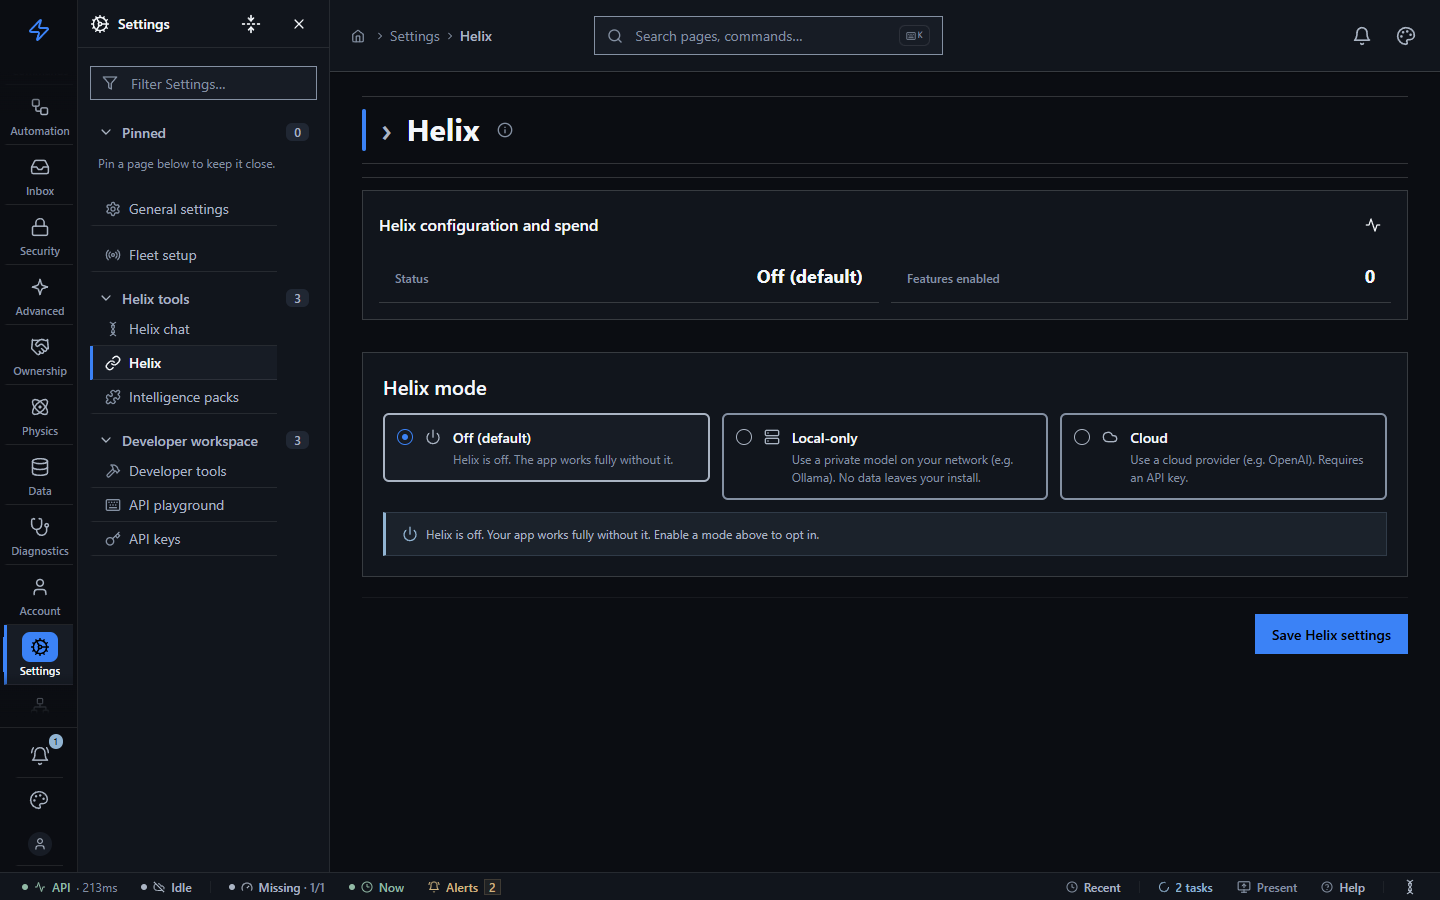 Settings
Settings
Helix
Search pages, commands...
K
Filter Settings...
Pinned
0
Pin a page below to keep it close.
General settings
Fleet setup
Helix tools
3
Helix chat
Helix
Intelligence packs
Developer workspace
3
Developer tools
API playground
API keys
Automation
Inbox
Security
Advanced
Ownership
Physics
Data
Diagnostics
Account
Settings
1
Helix
Helix configuration and spend
Status
Off (default)
Features enabled
0
Helix mode
Off (default)
Helix is off. The app works fully without it.
Local-only
Use a private model on your network (e.g.
Ollama). No data leaves your install.
Cloud
Use a cloud provider (e.g. OpenAI). Requires
an API key.
Helix is off. Your app works fully without it. Enable a mode above to opt in.
Save Helix settings
API · 213ms
Idle
Missing · 1/1
Now
Alerts 2
Recent
2 tasks
Present
Help